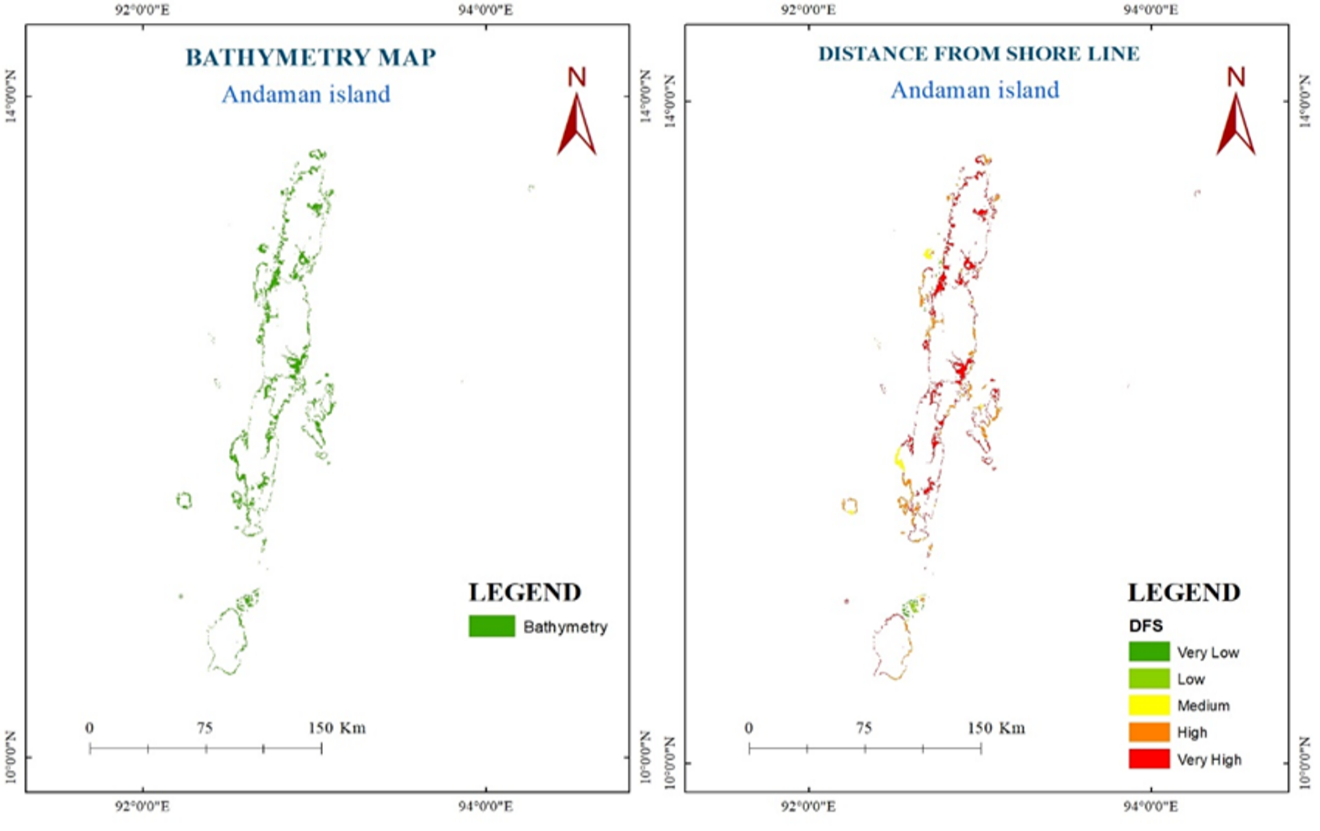 92°0'0"E
94°0'0"E
BATHYMETRY MAP
Andaman island
N
14°0'0"N
14°0'0"N
LEGEND
Bathymetry
0 75 150 Km
10°0'0"N
10°0'0"N
92°0'0"E
94°0'0"E
92°0'0"E
94°0'0"E
DISTANCE FROM SHORE LINE
Andaman island
N
14°0'0"N
14°0'0"N
LEGEND
DFS
Very Low
Low
Medium
High
Very High
0 75 150 Km
10°0'0"N
10°0'0"N
92°0'0"E
94°0'0"E